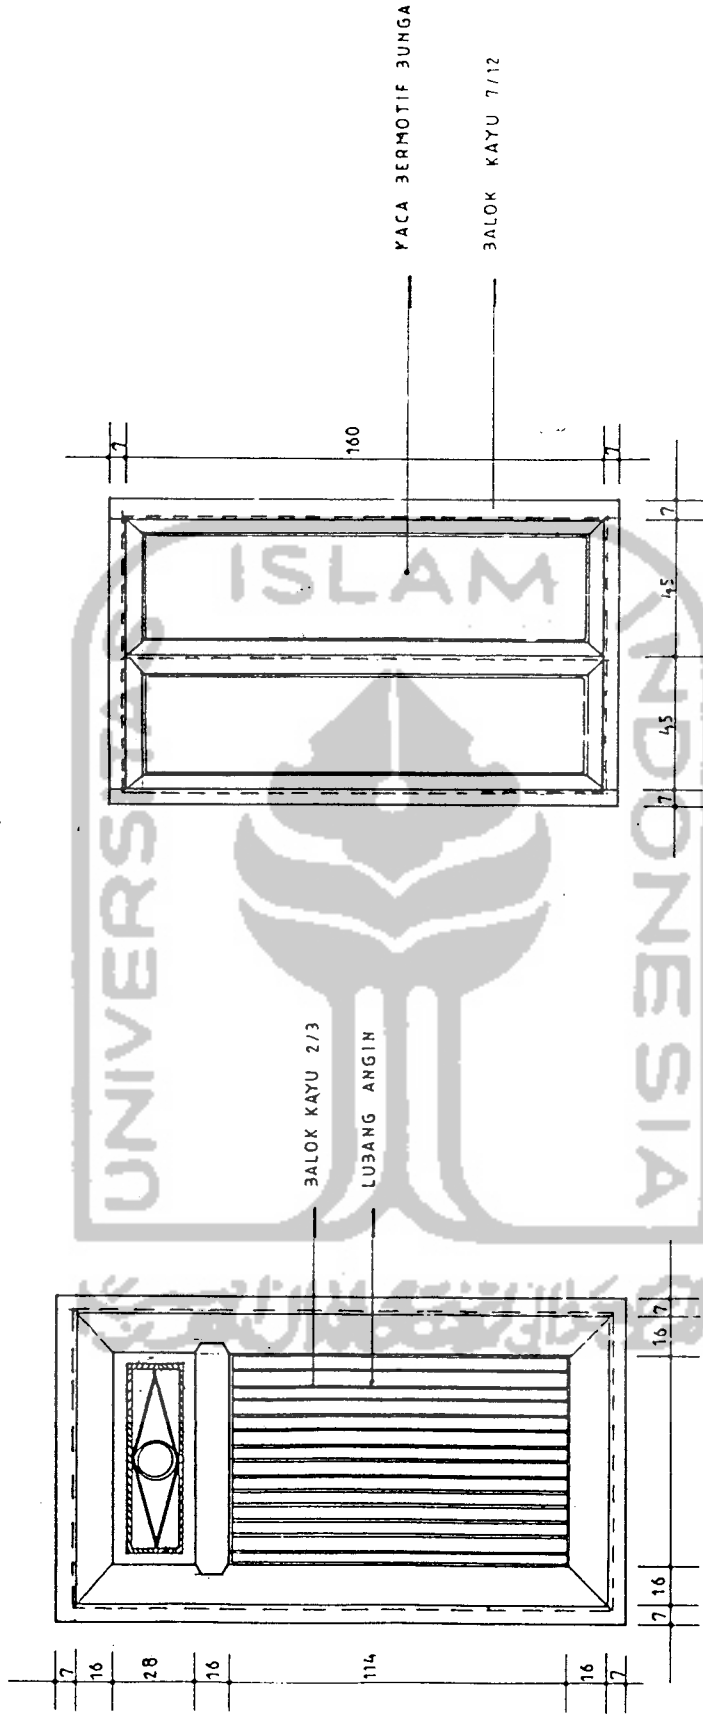 KACA BERMOTIF BUNGA
BALOK KAYU 7/12
7
160
7
7
45
45
7
UNIVERSITAS
ISLAM
INDONESIA
BALOK KAYU 2/3
LUBANG ANGIN
7
16
28
16
114
16
7
7
16
16
7